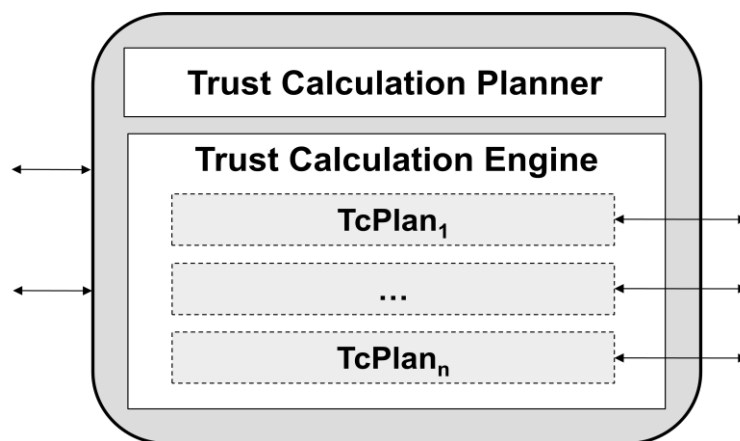 Trust Calculation Planner
Trust Calculation Engine
TcPlan₁
...
TcPlanₙ